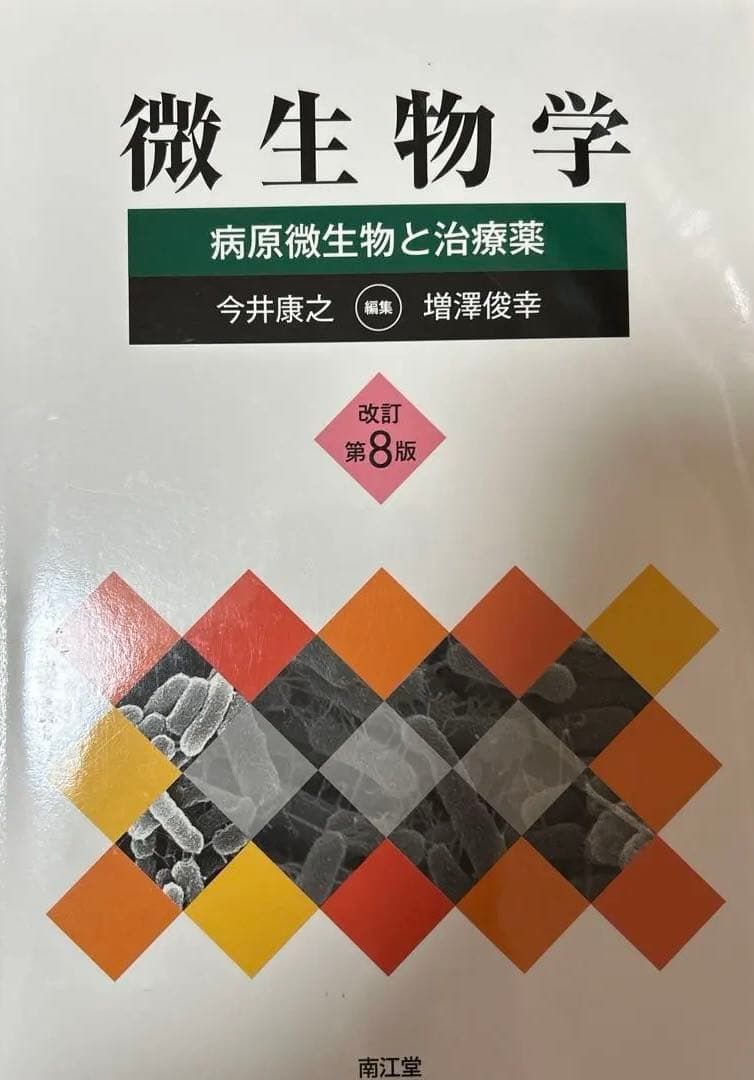 微生物学
病原微生物と治療薬
今井康之 編集 増澤俊幸
改訂
第8版
南江堂